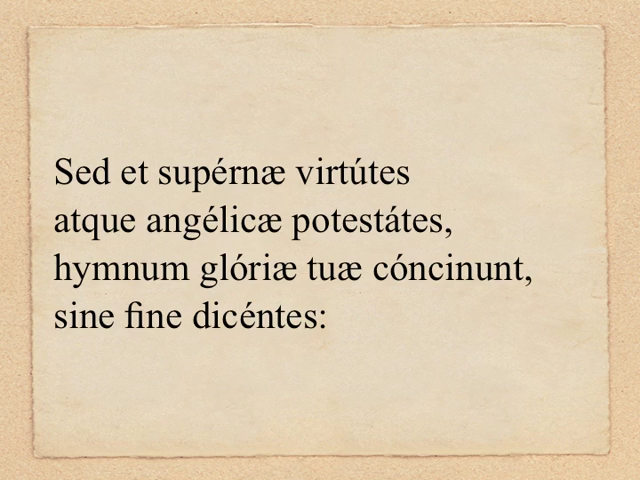 Sed et supérnæ virtútes
atque angélicæ potestátes,
hymnum glóriæ tuæ cóncinunt,
sine fine dicéntes: